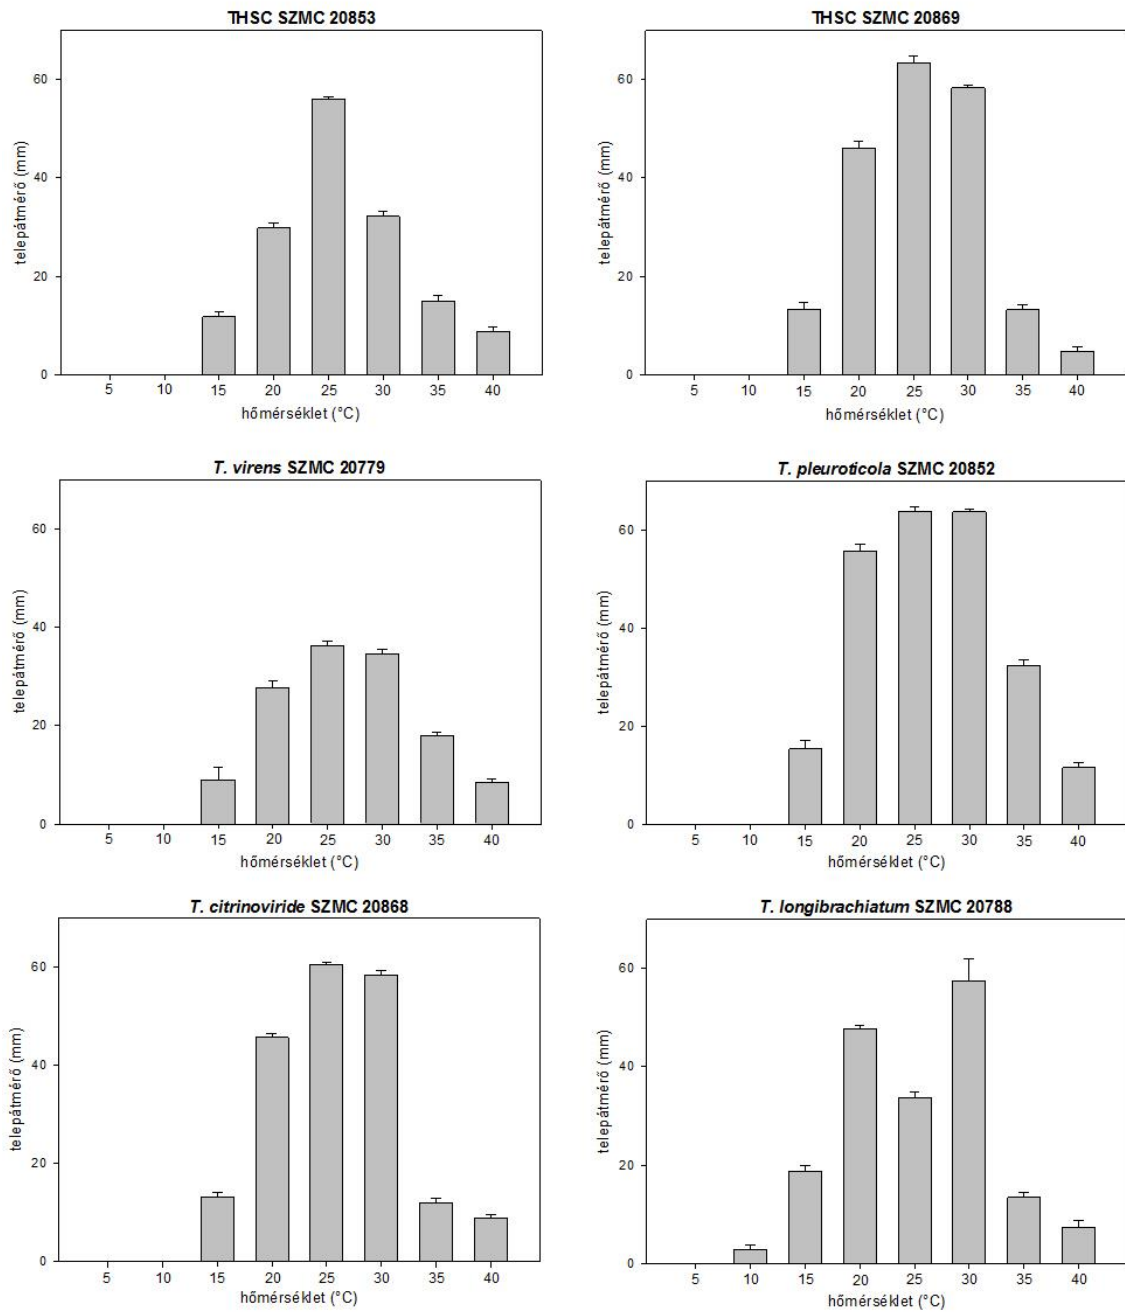 THSC SZMC 20853
60
40
20
0
telepátmérő (mm)
5 10 15 20 25 30 35 40
hőmérséklet (°C)
THSC SZMC 20869
60
40
20
0
telepátmérő (mm)
5 10 15 20 25 30 35 40
hőmérséklet (°C)
T. virens SZMC 20779
60
40
20
0
telepátmérő (mm)
5 10 15 20 25 30 35 40
hőmérséklet (°C)
T. pleuroticola SZMC 20852
60
40
20
0
telepátmérő (mm)
5 10 15 20 25 30 35 40
hőmérséklet (°C)
T. citrinoviride SZMC 20868
60
40
20
0
telepátmérő (mm)
5 10 15 20 25 30 35 40
hőmérséklet (°C)
T. longibrachiatum SZMC 20788
60
40
20
0
telepátmérő (mm)
5 10 15 20 25 30 35 40
hőmérséklet (°C)